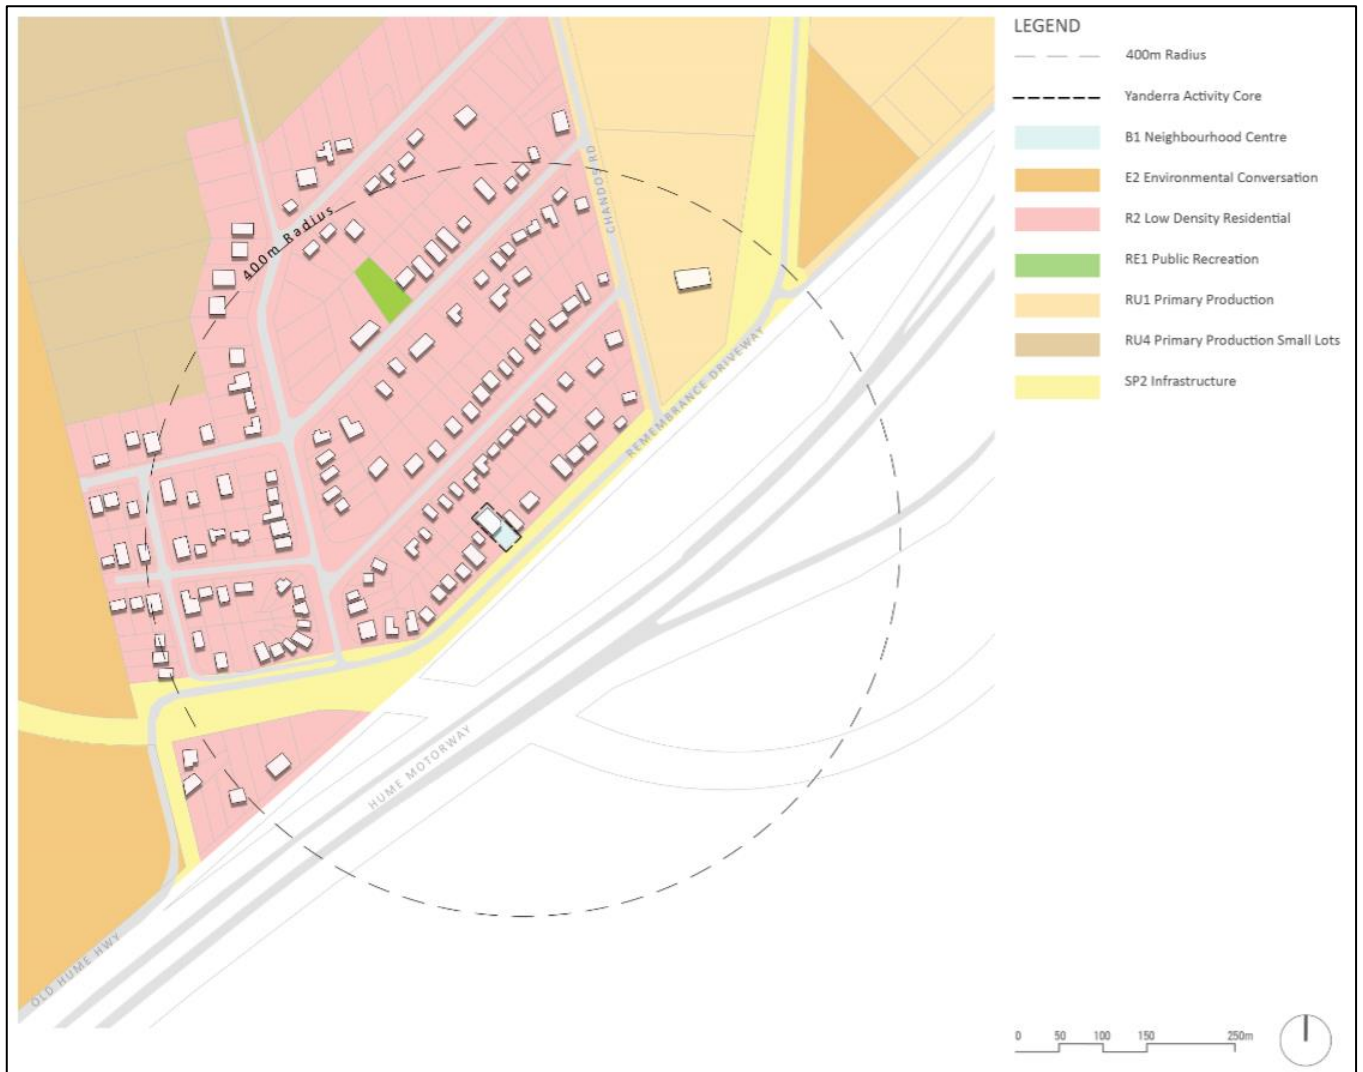 LEGEND
400m Radius
Yanderra Activity Core
B1 Neighbourhood Centre
E2 Environmental Conversation
R2 Low Density Residential
RE1 Public Recreation
RU1 Primary Production
RU4 Primary Production Small Lots
SP2 Infrastructure
CHANDOS RD
400m Radius
REMEMBRANCE DRIVEWAY
HUME MOTORWAY
OLD HUME HWY
0 50 100 150 250m